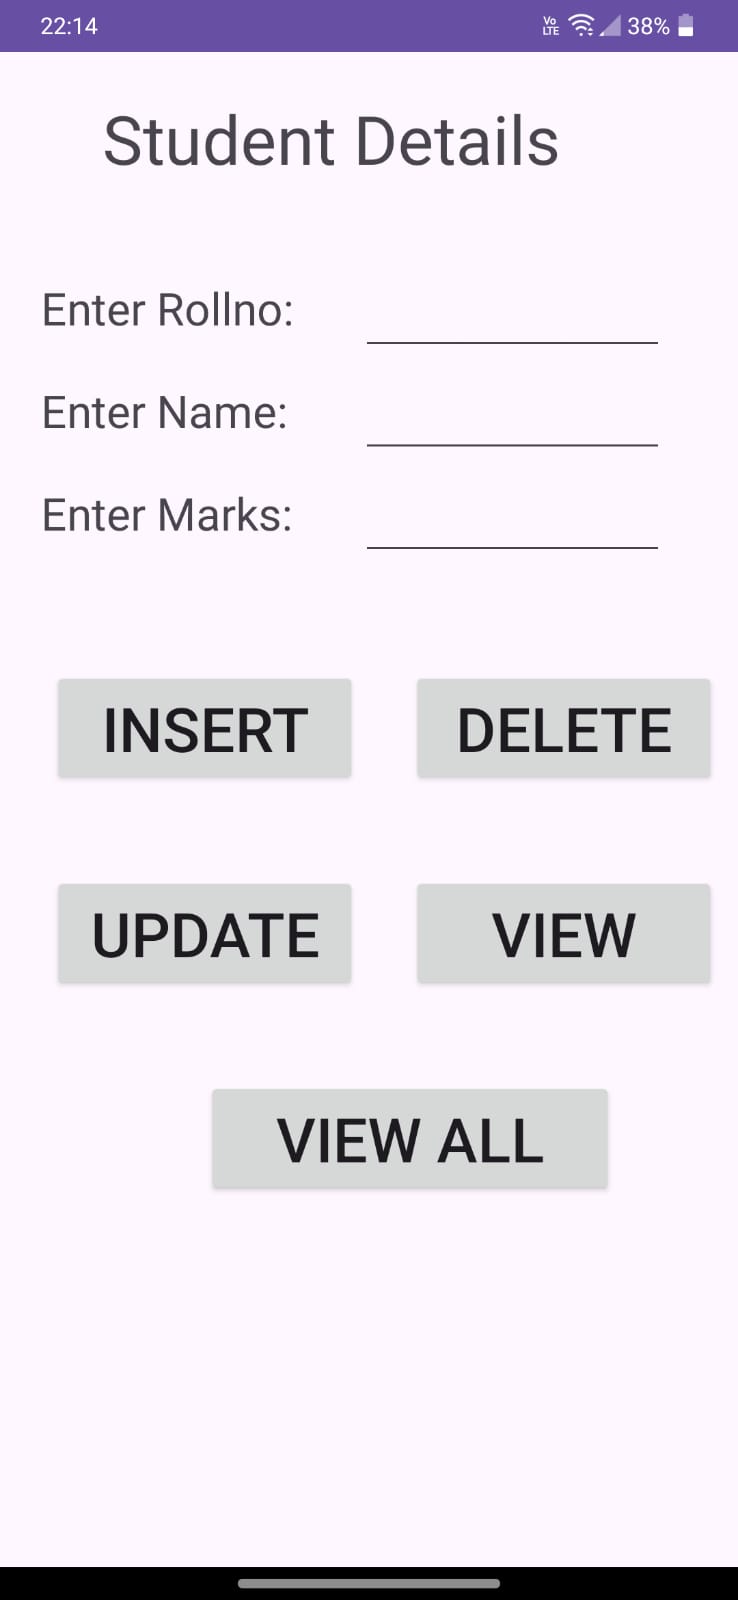 22:14 Vo LTE 38%
Student Details
Enter Rollno:
Enter Name:
Enter Marks:
INSERT DELETE
UPDATE VIEW
VIEW ALL